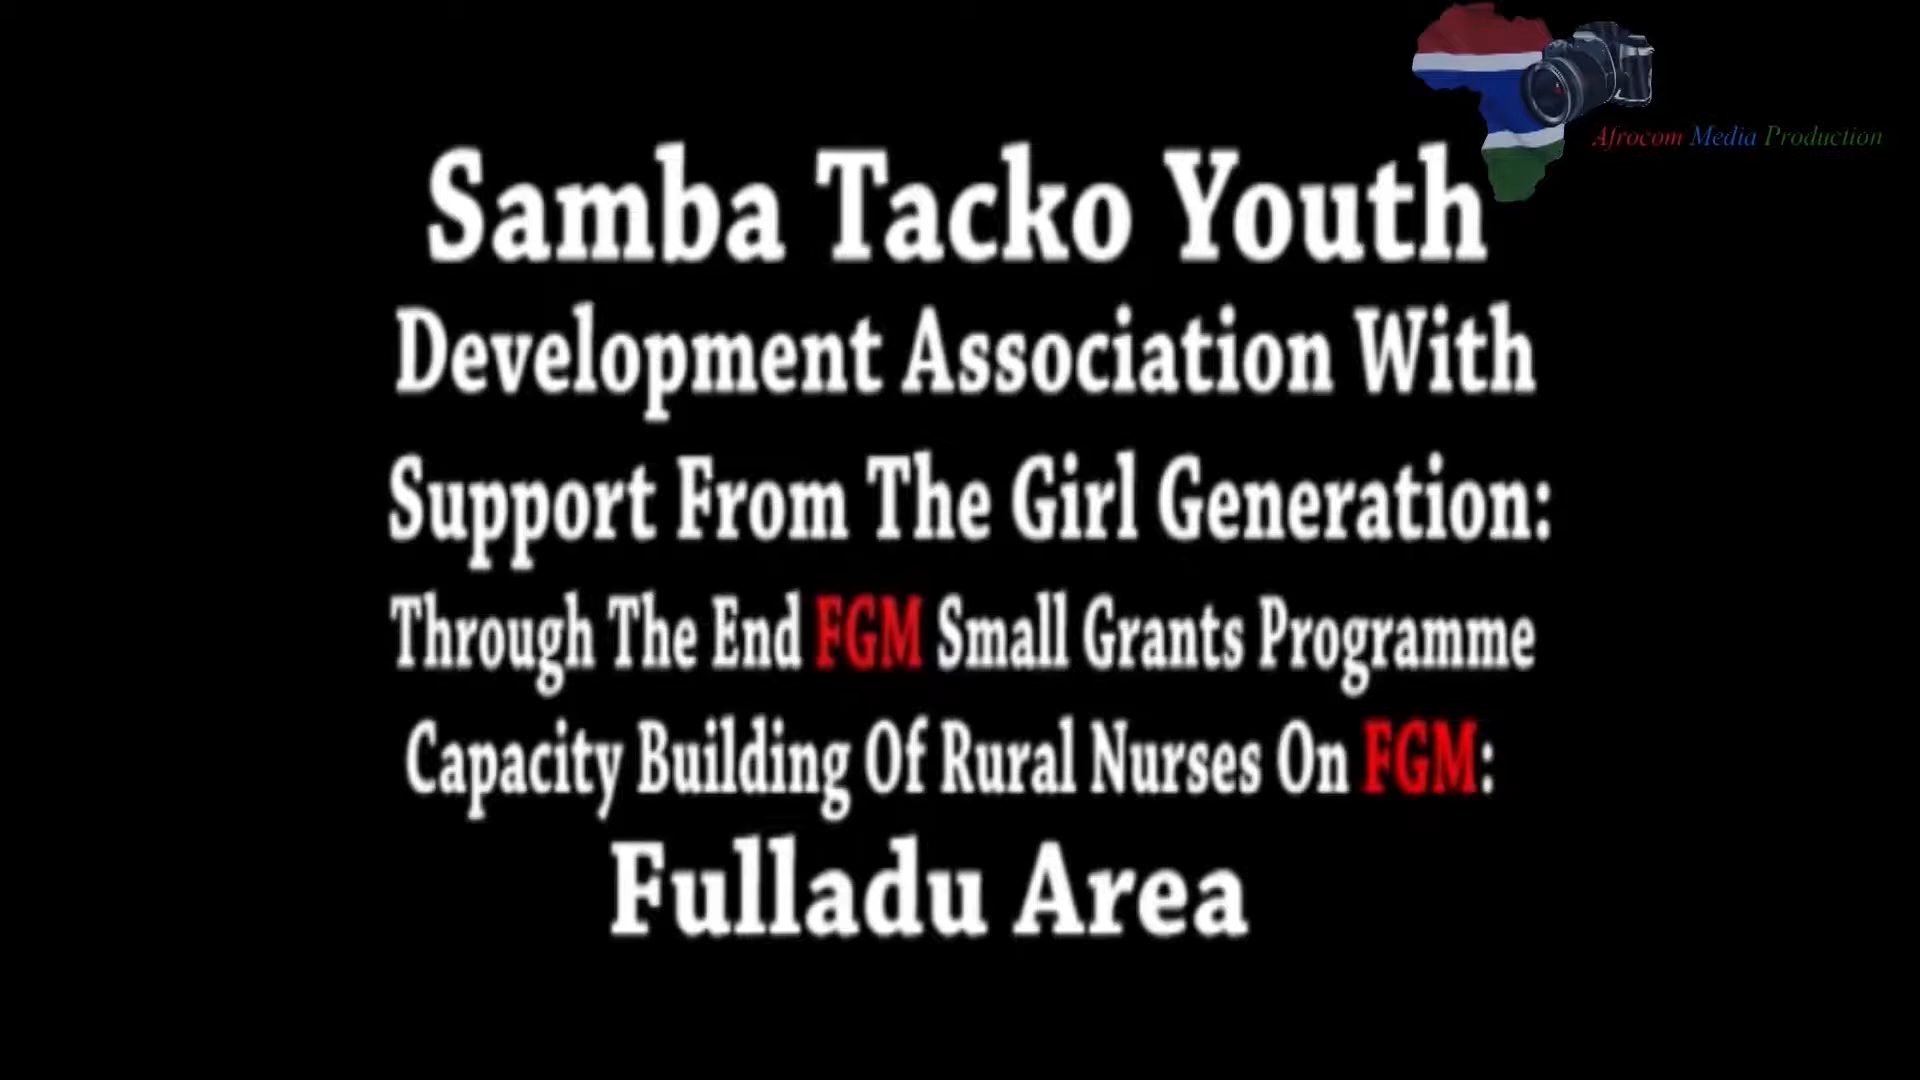 Afrocom Media Production
Samba Tacko Youth
Development Association With
Support From The Girl Generation:
Through The End FGM Small Grants Programme
Capacity Building Of Rural Nurses On FGM:
Fulladu Area